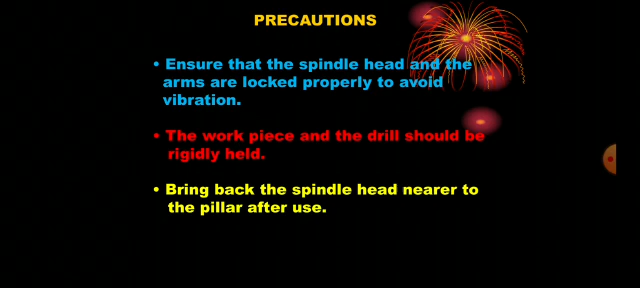 PRECAUTIONS
• Ensure that the spindle head and the
arms are locked properly to avoid
vibration.
• The work piece and the drill should be
rigidly held.
• Bring back the spindle head nearer to
the pillar after use.